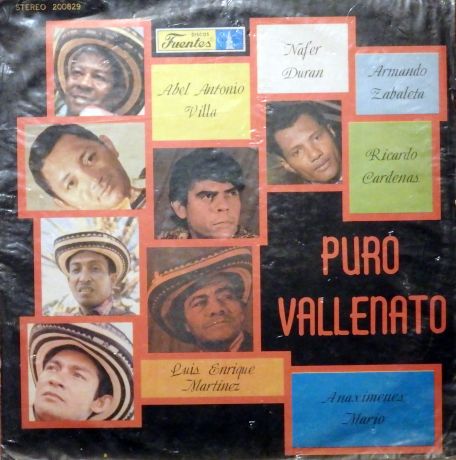 STEREO 200829
DISCOS
Fuentes
Abel Antonio
Villa
Nafer
Duran
Armando
Zabaleta
Ricardo
Cardenas
PURO
VALLENATO
Luis Enrique
Martinez
Anaximenes
Mario